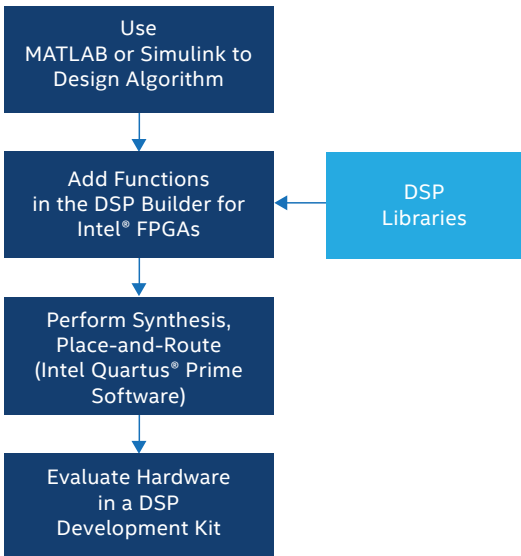 Use
MATLAB or Simulink to
Design Algorithm
Add Functions
in the DSP Builder for
Intel® FPGAs
DSP
Libraries
Perform Synthesis,
Place-and-Route
(Intel Quartus® Prime
Software)
Evaluate Hardware
in a DSP
Development Kit